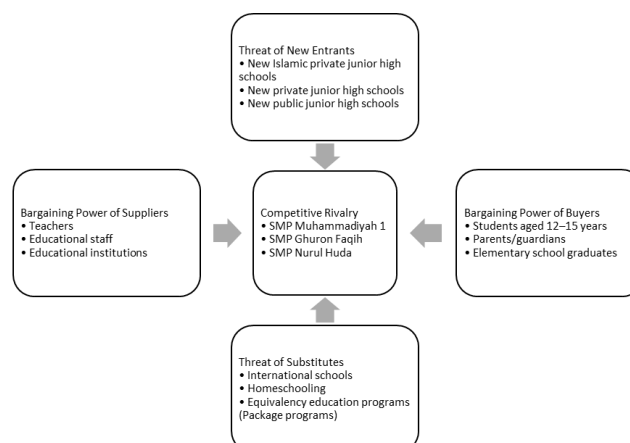 Threat of New Entrants
• New Islamic private junior high
schools
• New private junior high schools
• New public junior high schools
Bargaining Power of Suppliers
• Teachers
• Educational staff
• Educational institutions
Competitive Rivalry
• SMP Muhammadiyah 1
• SMP Ghuron Faqih
• SMP Nurul Huda
Bargaining Power of Buyers
• Students aged 12–15 years
• Parents/guardians
• Elementary school graduates
Threat of Substitutes
• International schools
• Homeschooling
• Equivalency education programs
(Package programs)